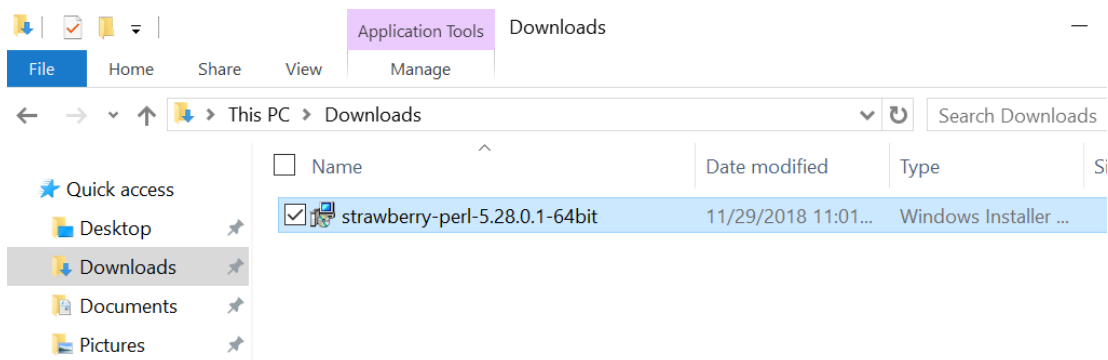 Application Tools Downloads
File Home Share View Manage
This PC Downloads Search Downloads
Name Date modified Type
Quick access
strawberry-perl-5.28.0.1-64bit 11/29/2018 11:01... Windows Installer ...
Desktop
Downloads
Documents
Pictures